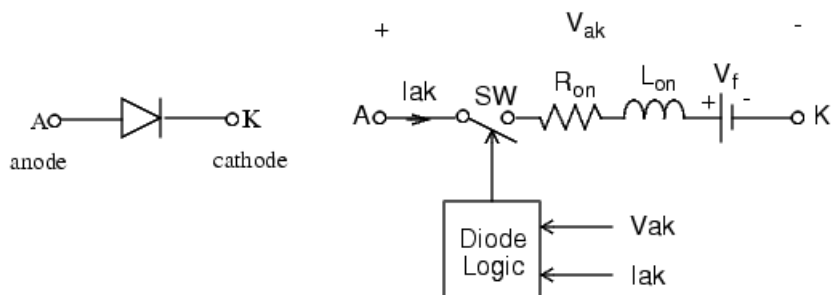 + Vak -
Iak SW Ron Lon Vf
+ -
A K
anode cathode
A K
Diode
Logic
Vak
Iak